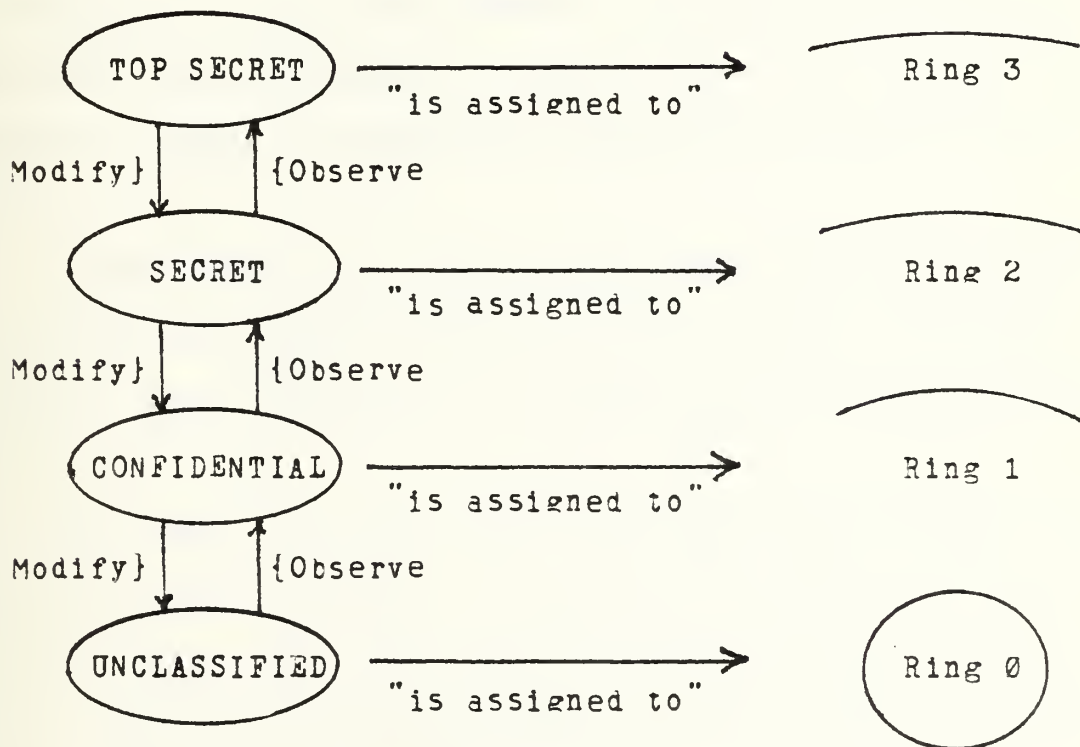 TOP SECRET
"is assigned to"
Ring 3
Modify}
{Observe
SECRET
"is assigned to"
Ring 2
Modify}
{Observe
CONFIDENTIAL
"is assigned to"
Ring 1
Modify}
{Observe
UNCLASSIFIED
"is assigned to"
Ring 0